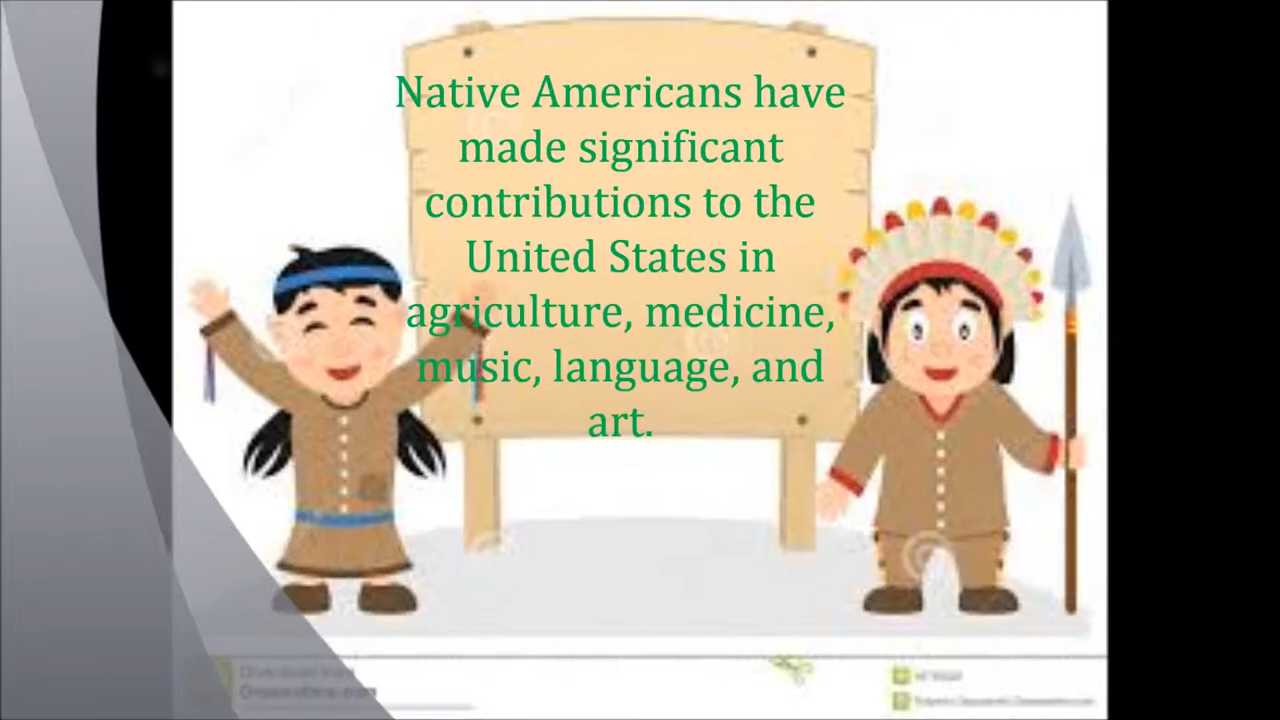 Native Americans have
made significant
contributions to the
United States in
agriculture, medicine,
music, language, and
art.